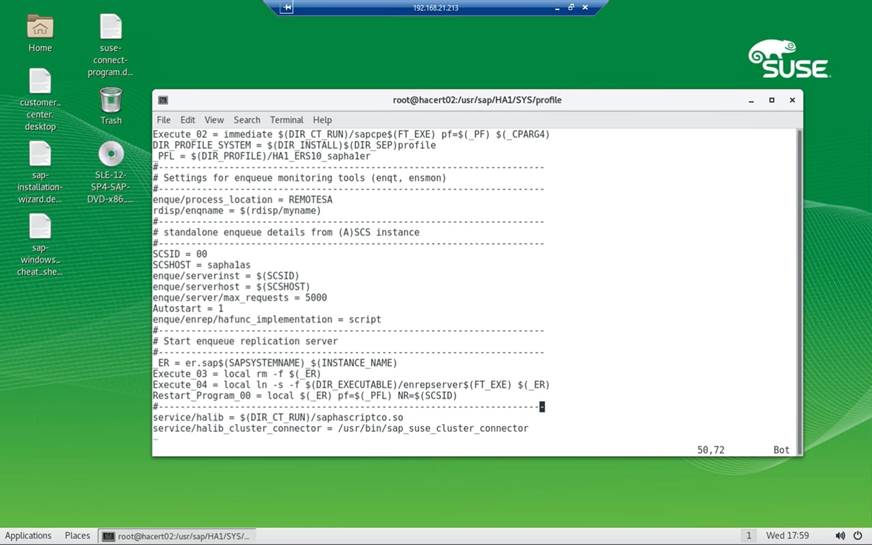 192.168.21.213
Home
suse-
connect-
program.d...
customer_
center.
desktop
Trash
sap-
installation-
wizard.de...
SLE-12-
SP4-SAP-
DVD-x86_...
sap-
windows_
cheat_she...
SUSE
root@hacert02:/usr/sap/HA1/SYS/profile
File Edit View Search Terminal Help
Execute_02 = immediate $(DIR_CT_RUN)/sapcpe$(FT_EXE) pf=$(_PF) $(_CPARG4)
DIR_PROFILE_SYSTEM = $(DIR_INSTALL)$(DIR_SEP)profile
_PFL = $(DIR_PROFILE)/HA1_ERS10_sapha1er
#-----------------------------------------------------------------------
# Settings for enqueue monitoring tools (enqt, ensmon)
#-----------------------------------------------------------------------
enque/process_location = REMOTESA
rdisp/enqname = $(rdisp/myname)
#-----------------------------------------------------------------------
# standalone enqueue details from (A)SCS instance
#-----------------------------------------------------------------------
SCSID = 00
SCSHOST = sapha1as
enque/serverinst = $(SCSID)
enque/serverhost = $(SCSHOST)
enque/server/max_requests = 5000
Autostart = 1
enque/enrep/hafunc_implementation = script
#-----------------------------------------------------------------------
# Start enqueue replication server
#-----------------------------------------------------------------------
_ER = er.sap$(SAPSYSTEMNAME)_$(INSTANCE_NAME)
Execute_03 = local rm -f $(_ER)
Execute_04 = local ln -s -f $(DIR_EXECUTABLE)/enrepserver$(FT_EXE) $(_ER)
Restart_Program_00 = local $(_ER) pf=$(_PFL) NR=$(SCSID)
#-----------------------------------------------------------------------
service/halib = $(DIR_CT_RUN)/saphascriptco.so
service/halib_cluster_connector = /usr/bin/sap_suse_cluster_connector
~
50,72 Bot
Applications Places root@hacert02:/usr/sap/HA1/SYS/... 1 Wed 17:59